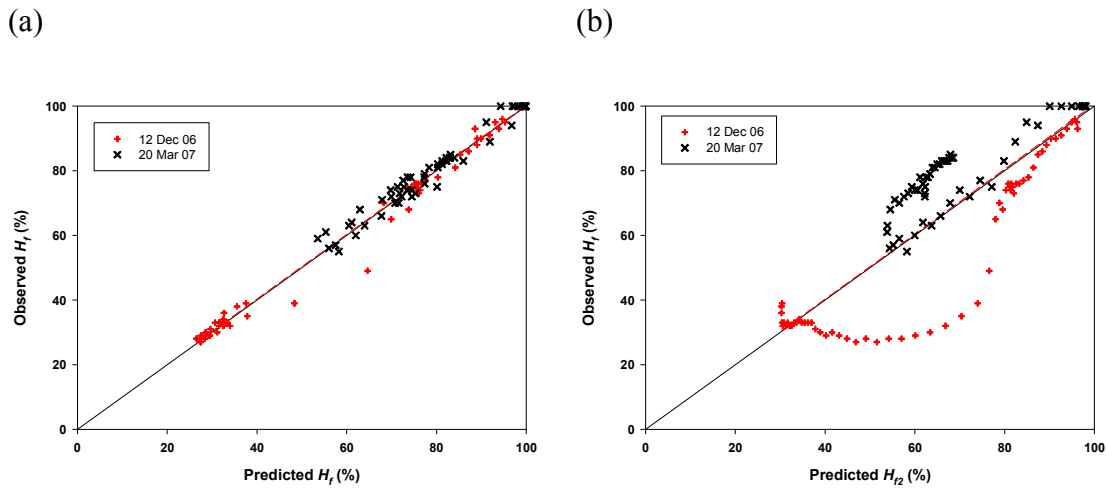 (a)
(b)
100
80
60
40
20
0
Observed Hf (%)
12 Dec 06
20 Mar 07
0 20 40 60 80 100
Predicted Hf (%)
100
80
60
40
20
0
Observed Hf (%)
12 Dec 06
20 Mar 07
0 20 40 60 80 100
Predicted Hf2 (%)